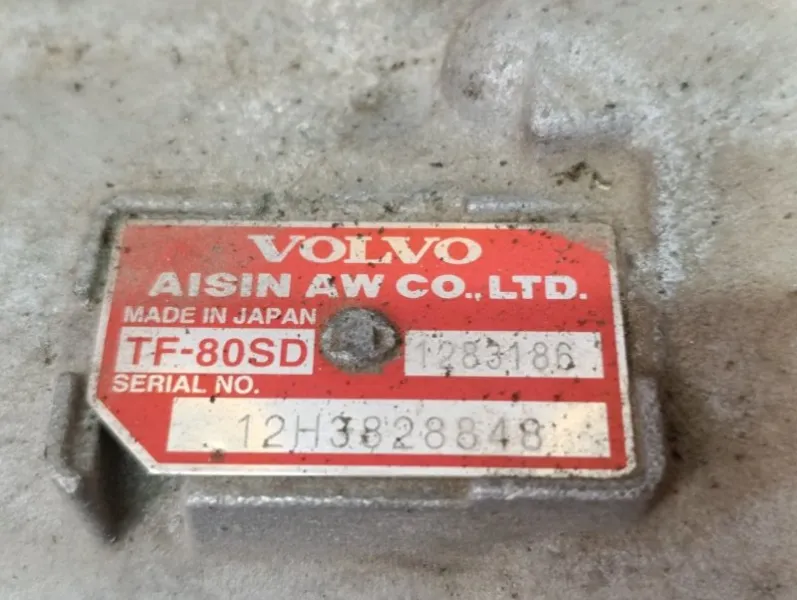 VOLVO
AISIN AW CO., LTD.
MADE IN JAPAN
TF-80SD 1283186
SERIAL NO.
12H3828848